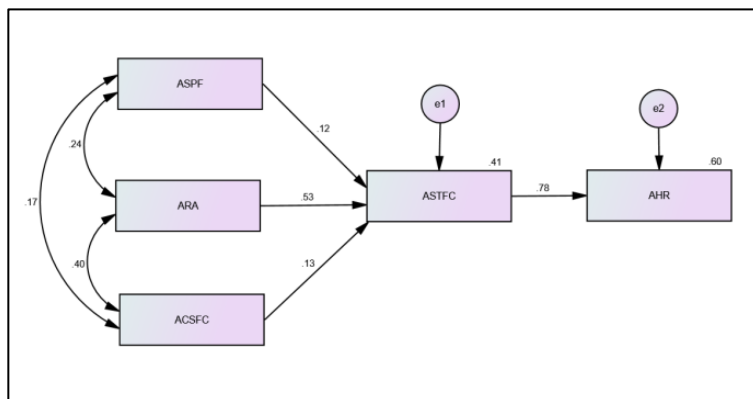 ASPF
e1
e2
.12
.24
.41
.60
ARA
.53
ASTFC
.78
AHR
.17
.40
.13
ACSFC